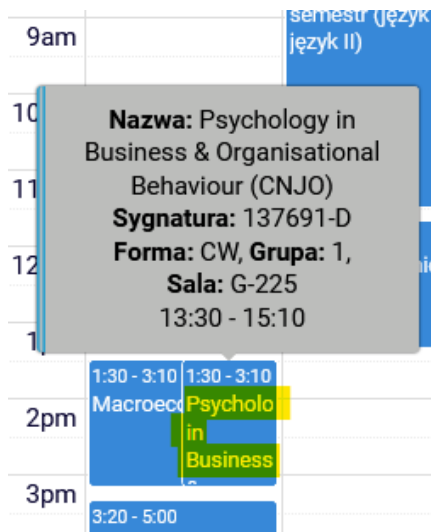 semestr (język
język II)
9am
10
11
12
Nazwa: Psychology in
Business & Organisational
Behaviour (CNJO)
Sygnatura: 137691-D
Forma: CW, Grupa: 1,
Sala: G-225
13:30 - 15:10
1:30 - 3:10
Macroec
1:30 - 3:10
Psycholo
in
Business
2pm
3pm
3:20 - 5:00